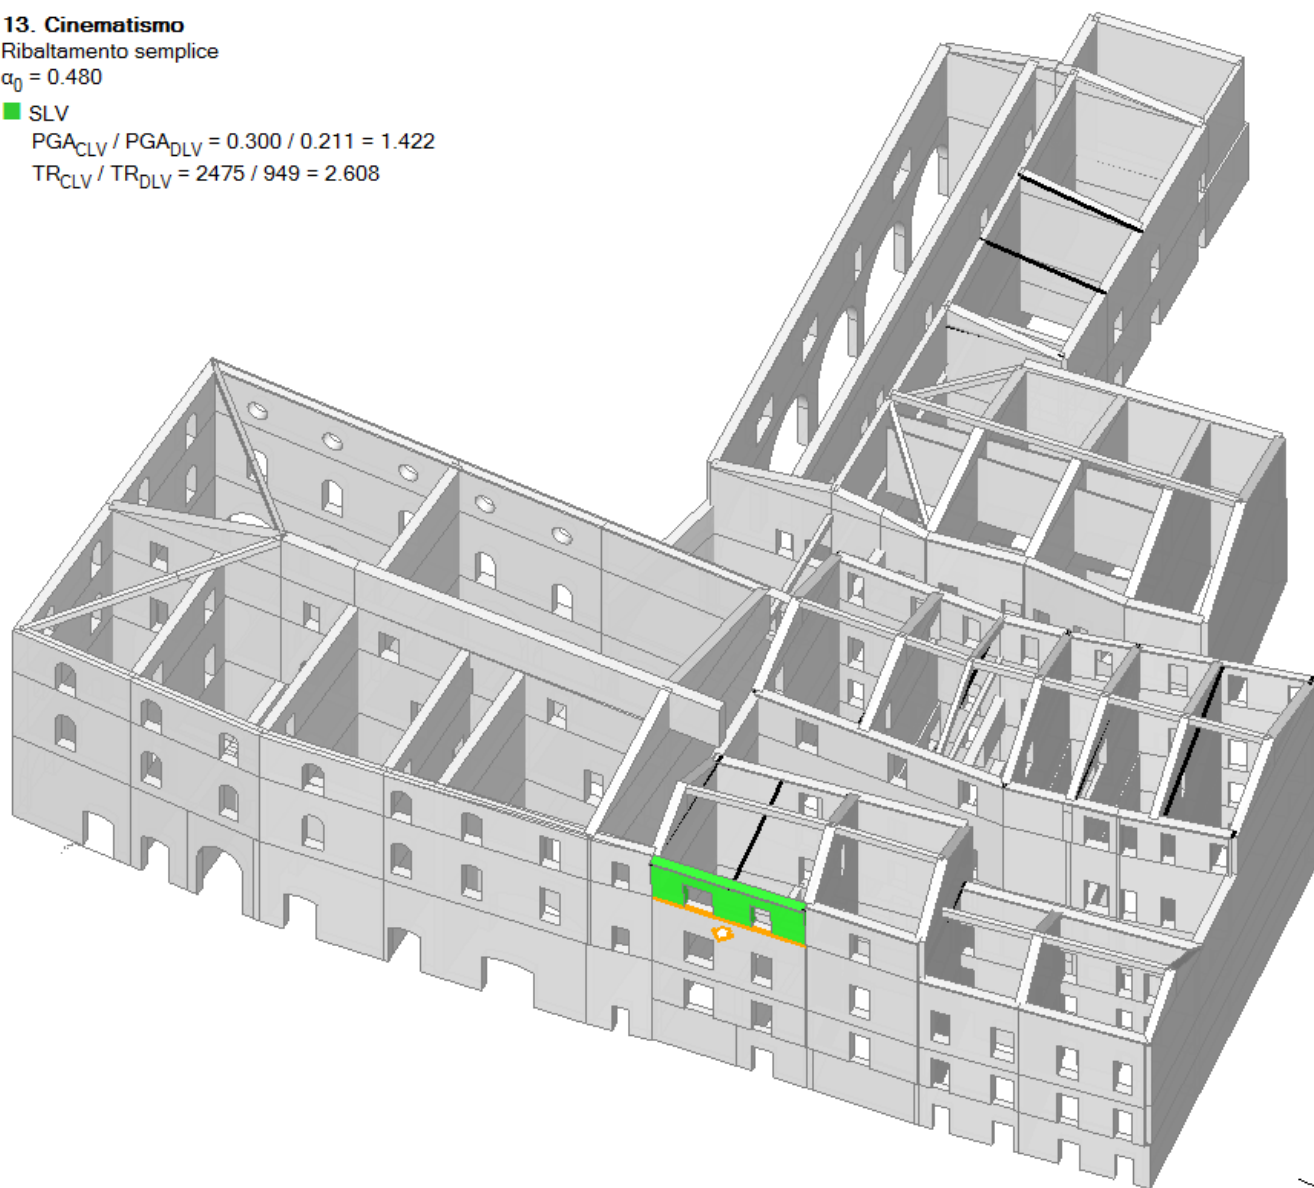 13. Cinematismo
Ribaltamento semplice
α0 = 0.480
SLV
PGACLV / PGADLV = 0.300 / 0.211 = 1.422
TRCLV / TRDLV = 2475 / 949 = 2.608